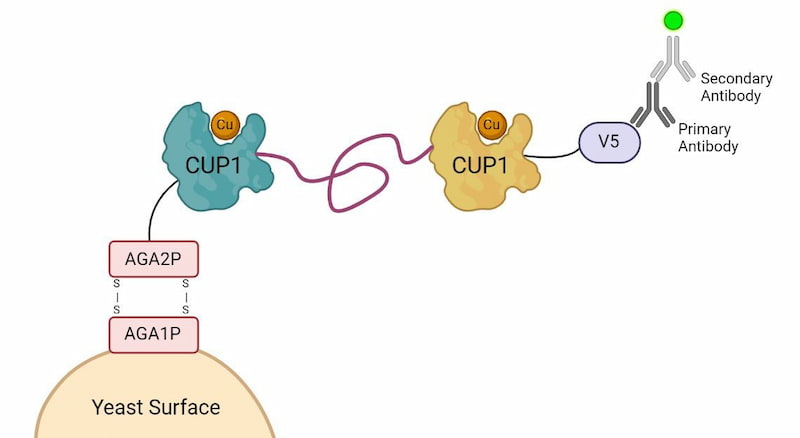 Secondary
Antibody
Cu
Cu
V5
Primary
Antibody
CUP1
CUP1
AGA2P
S S
I I
S S
AGA1P
Yeast Surface